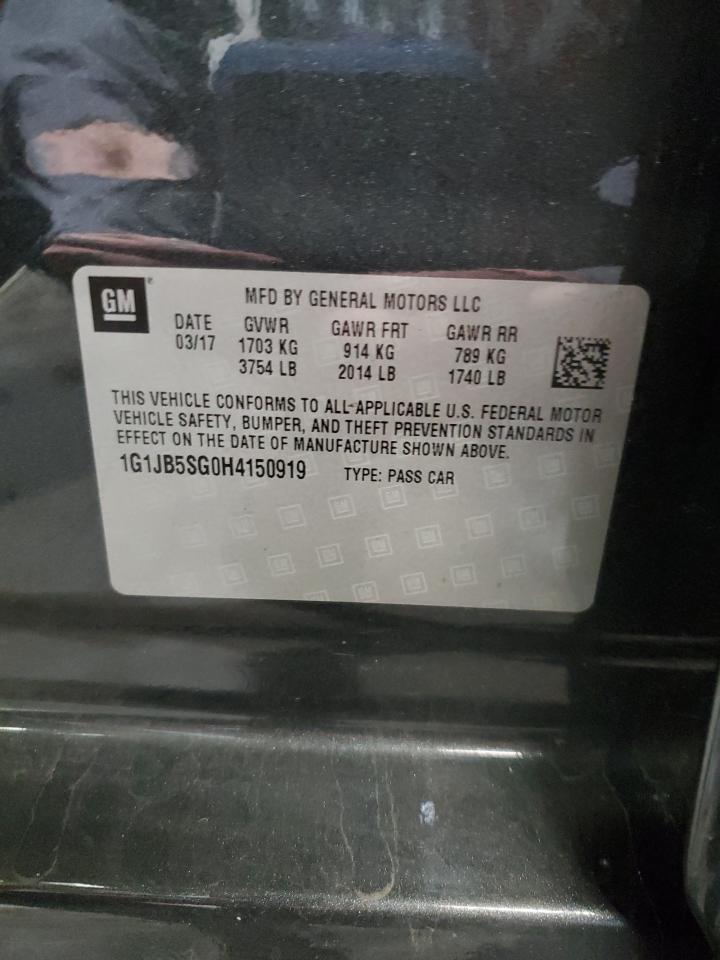 GM
MFD BY GENERAL MOTORS LLC
DATE GVWR GAWR FRT GAWR RR
03/17 1703 KG 914 KG 789 KG
3754 LB 2014 LB 1740 LB
THIS VEHICLE CONFORMS TO ALL APPLICABLE U.S. FEDERAL MOTOR
VEHICLE SAFETY, BUMPER, AND THEFT PREVENTION STANDARDS IN
EFFECT ON THE DATE OF MANUFACTURE SHOWN ABOVE.
1G1JB5SG0H4150919 TYPE: PASS CAR